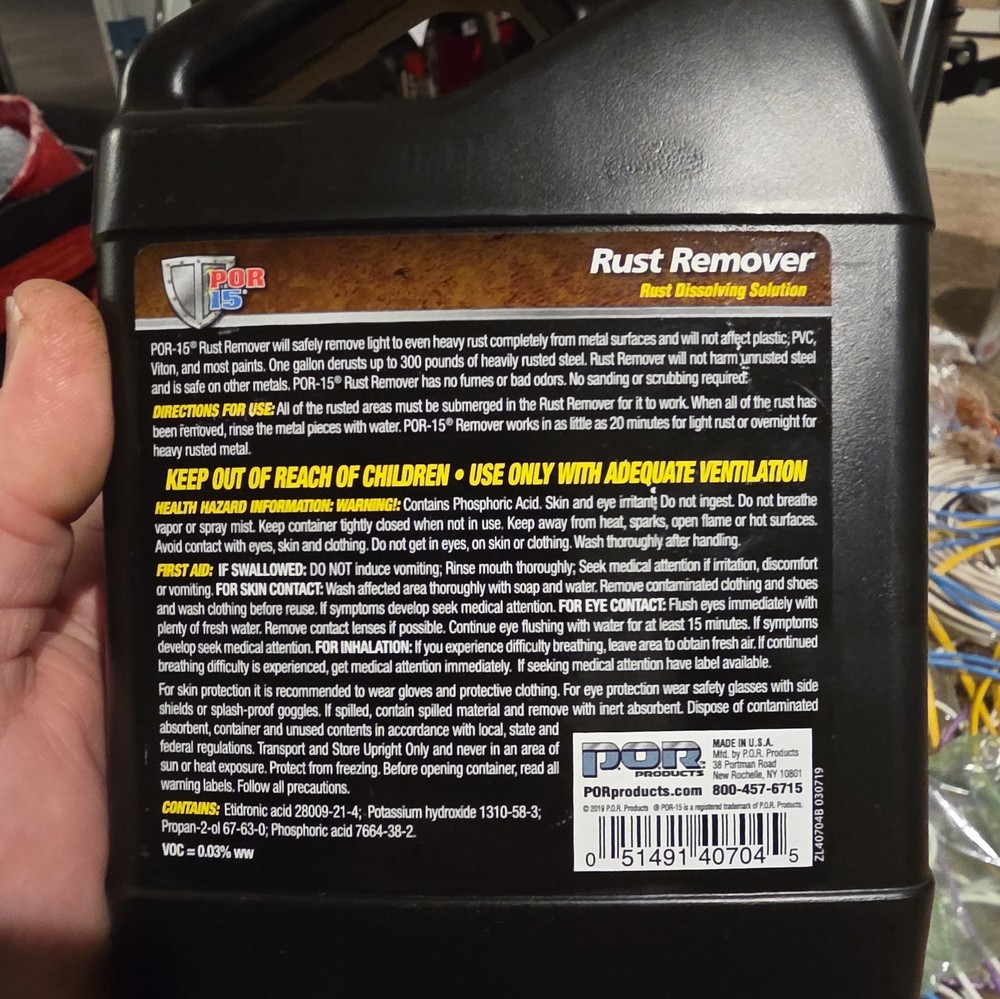 POR
15®
Rust Remover
Rust Dissolving Solution
POR-15® Rust Remover will safely remove light to even heavy rust completely from metal surfaces and will not affect plastic, PVC,
Viton, and most paints. One gallon derusts up to 300 pounds of heavily rusted steel. Rust Remover will not harm unrusted steel
and is safe on other metals. POR-15® Rust Remover has no fumes or bad odors. No sanding or scrubbing required.
DIRECTIONS FOR USE: All of the rusted areas must be submerged in the Rust Remover for it to work. When all of the rust has
been removed, rinse the metal pieces with water. POR-15® Remover works in as little as 20 minutes for light rust or overnight for
heavy rusted metal.
KEEP OUT OF REACH OF CHILDREN • USE ONLY WITH ADEQUATE VENTILATION
HEALTH HAZARD INFORMATION: WARNING!: Contains Phosphoric Acid. Skin and eye irritant. Do not ingest. Do not breathe
vapor or spray mist. Keep container tightly closed when not in use. Keep away from heat, sparks, open flame or hot surfaces.
Avoid contact with eyes, skin and clothing. Do not get in eyes, on skin or clothing. Wash thoroughly after handling.
FIRST AID: IF SWALLOWED: DO NOT induce vomiting; Rinse mouth thoroughly; Seek medical attention if irritation, discomfort
or vomiting. FOR SKIN CONTACT: Wash affected area thoroughly with soap and water. Remove contaminated clothing and shoes
and wash clothing before reuse. If symptoms develop seek medical attention. FOR EYE CONTACT: Flush eyes immediately with
plenty of fresh water. Remove contact lenses if possible. Continue eye flushing with water for at least 15 minutes. If symptoms
develop seek medical attention. FOR INHALATION: If you experience difficulty breathing, leave area to obtain fresh air. If continued
breathing difficulty is experienced, get medical attention immediately. If seeking medical attention have label available.
For skin protection it is recommended to wear gloves and protective clothing. For eye protection wear safety glasses with side
shields or splash-proof goggles. If spilled, contain spilled material and remove with inert absorbent. Dispose of contaminated
absorbent, container and unused contents in accordance with local, state and
federal regulations. Transport and Store Upright Only and never in an area of
sun or heat exposure. Protect from freezing. Before opening container, read all
warning labels. Follow all precautions.
CONTAINS: Etidronic acid 28009-21-4; Potassium hydroxide 1310-58-3;
Propan-2-ol 67-63-0; Phosphoric acid 7664-38-2.
VOC = 0.03% ww
POR
PRODUCTS
MADE IN U.S.A.
Mfd. by P.O.R. Products
38 Portman Road
New Rochelle, NY 10801
PORproducts.com 800-457-6715
© 2019 P.O.R. Products ® POR-15 is a registered trademark of P.O.R. Products.
0 51491 40704 5
ZL40704B 030719